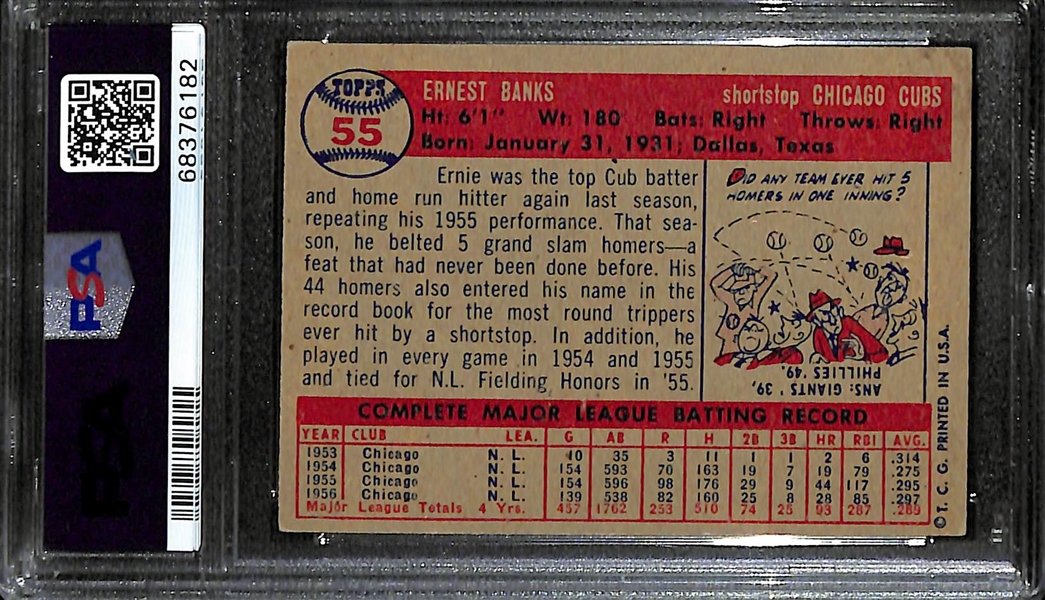 68376182
PSA
PSA
TOPPS
55
ERNEST BANKS
shortstop CHICAGO CUBS
Ht: 6'1" Wt: 180 Bats: Right Throws: Right
Born: January 31, 1931; Dallas, Texas
Ernie was the top Cub batter
and home run hitter again last season,
repeating his 1955 performance. That sea-
son, he belted 5 grand slam homers—a
feat that had never been done before. His
44 homers also entered his name in the
record book for the most round trippers
ever hit by a shortstop. In addition, he
played in every game in 1954 and 1955
and tied for N.L. Fielding Honors in '55.
DID ANY TEAM EVER HIT 5
HOMERS IN ONE INNING?
ANS: GIANTS '39,
PHILLIES '49.
COMPLETE MAJOR LEAGUE BATTING RECORD
YEAR CLUB LEA. G AB R H 2B 3B HR RBI AVG.
1953 Chicago N. L. 10 35 3 11 1 1 2 6 .314
1954 Chicago N. L. 154 593 70 163 19 7 19 79 .275
1955 Chicago N. L. 154 596 98 176 29 9 44 117 .295
1956 Chicago N. L. 139 538 82 160 25 8 28 85 .297
Major League Totals 4 Yrs. 457 1762 253 510 74 25 93 287 .289
© T. C. G. PRINTED IN U.S.A.